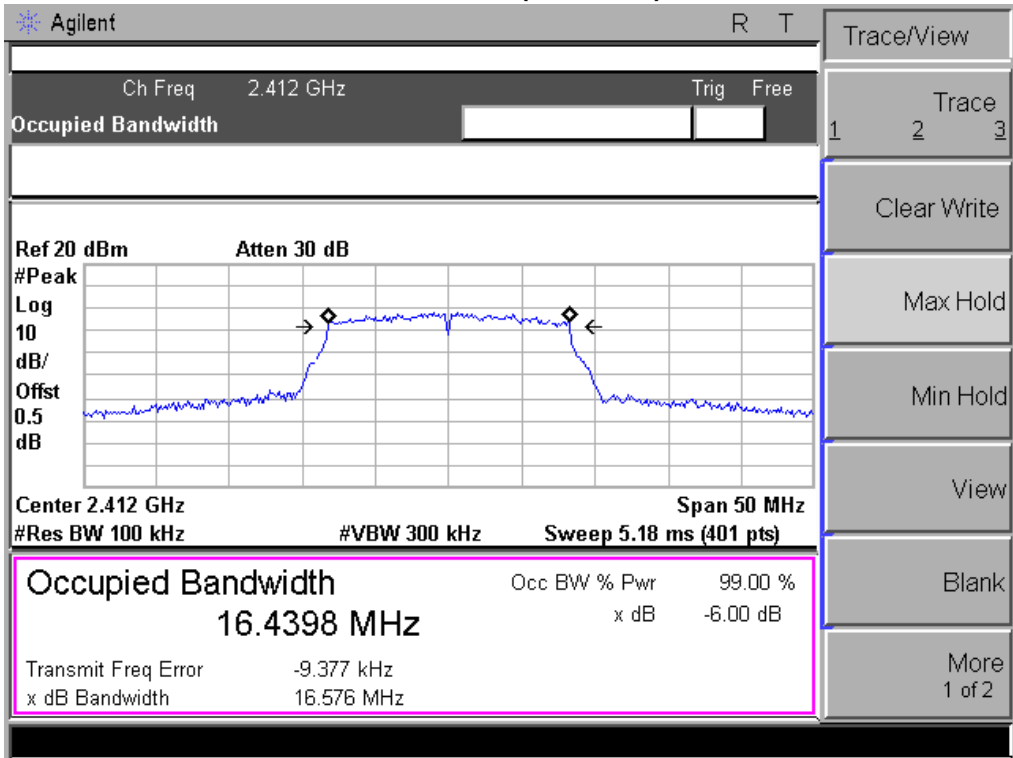 Agilent R T
Trace/View
Ch Freq 2.412 GHz Trig Free
Occupied Bandwidth
Trace
1 2 3
Clear Write
Ref 20 dBm Atten 30 dB
#Peak
Log
10
dB/
Offst
0.5
dB
Max Hold
Min Hold
View
Center 2.412 GHz Span 50 MHz
#Res BW 100 kHz #VBW 300 kHz Sweep 5.18 ms (401 pts)
Occupied Bandwidth
16.4398 MHz
Occ BW % Pwr 99.00 %
x dB -6.00 dB
Transmit Freq Error -9.377 kHz
x dB Bandwidth 16.576 MHz
Blank
More
1 of 2